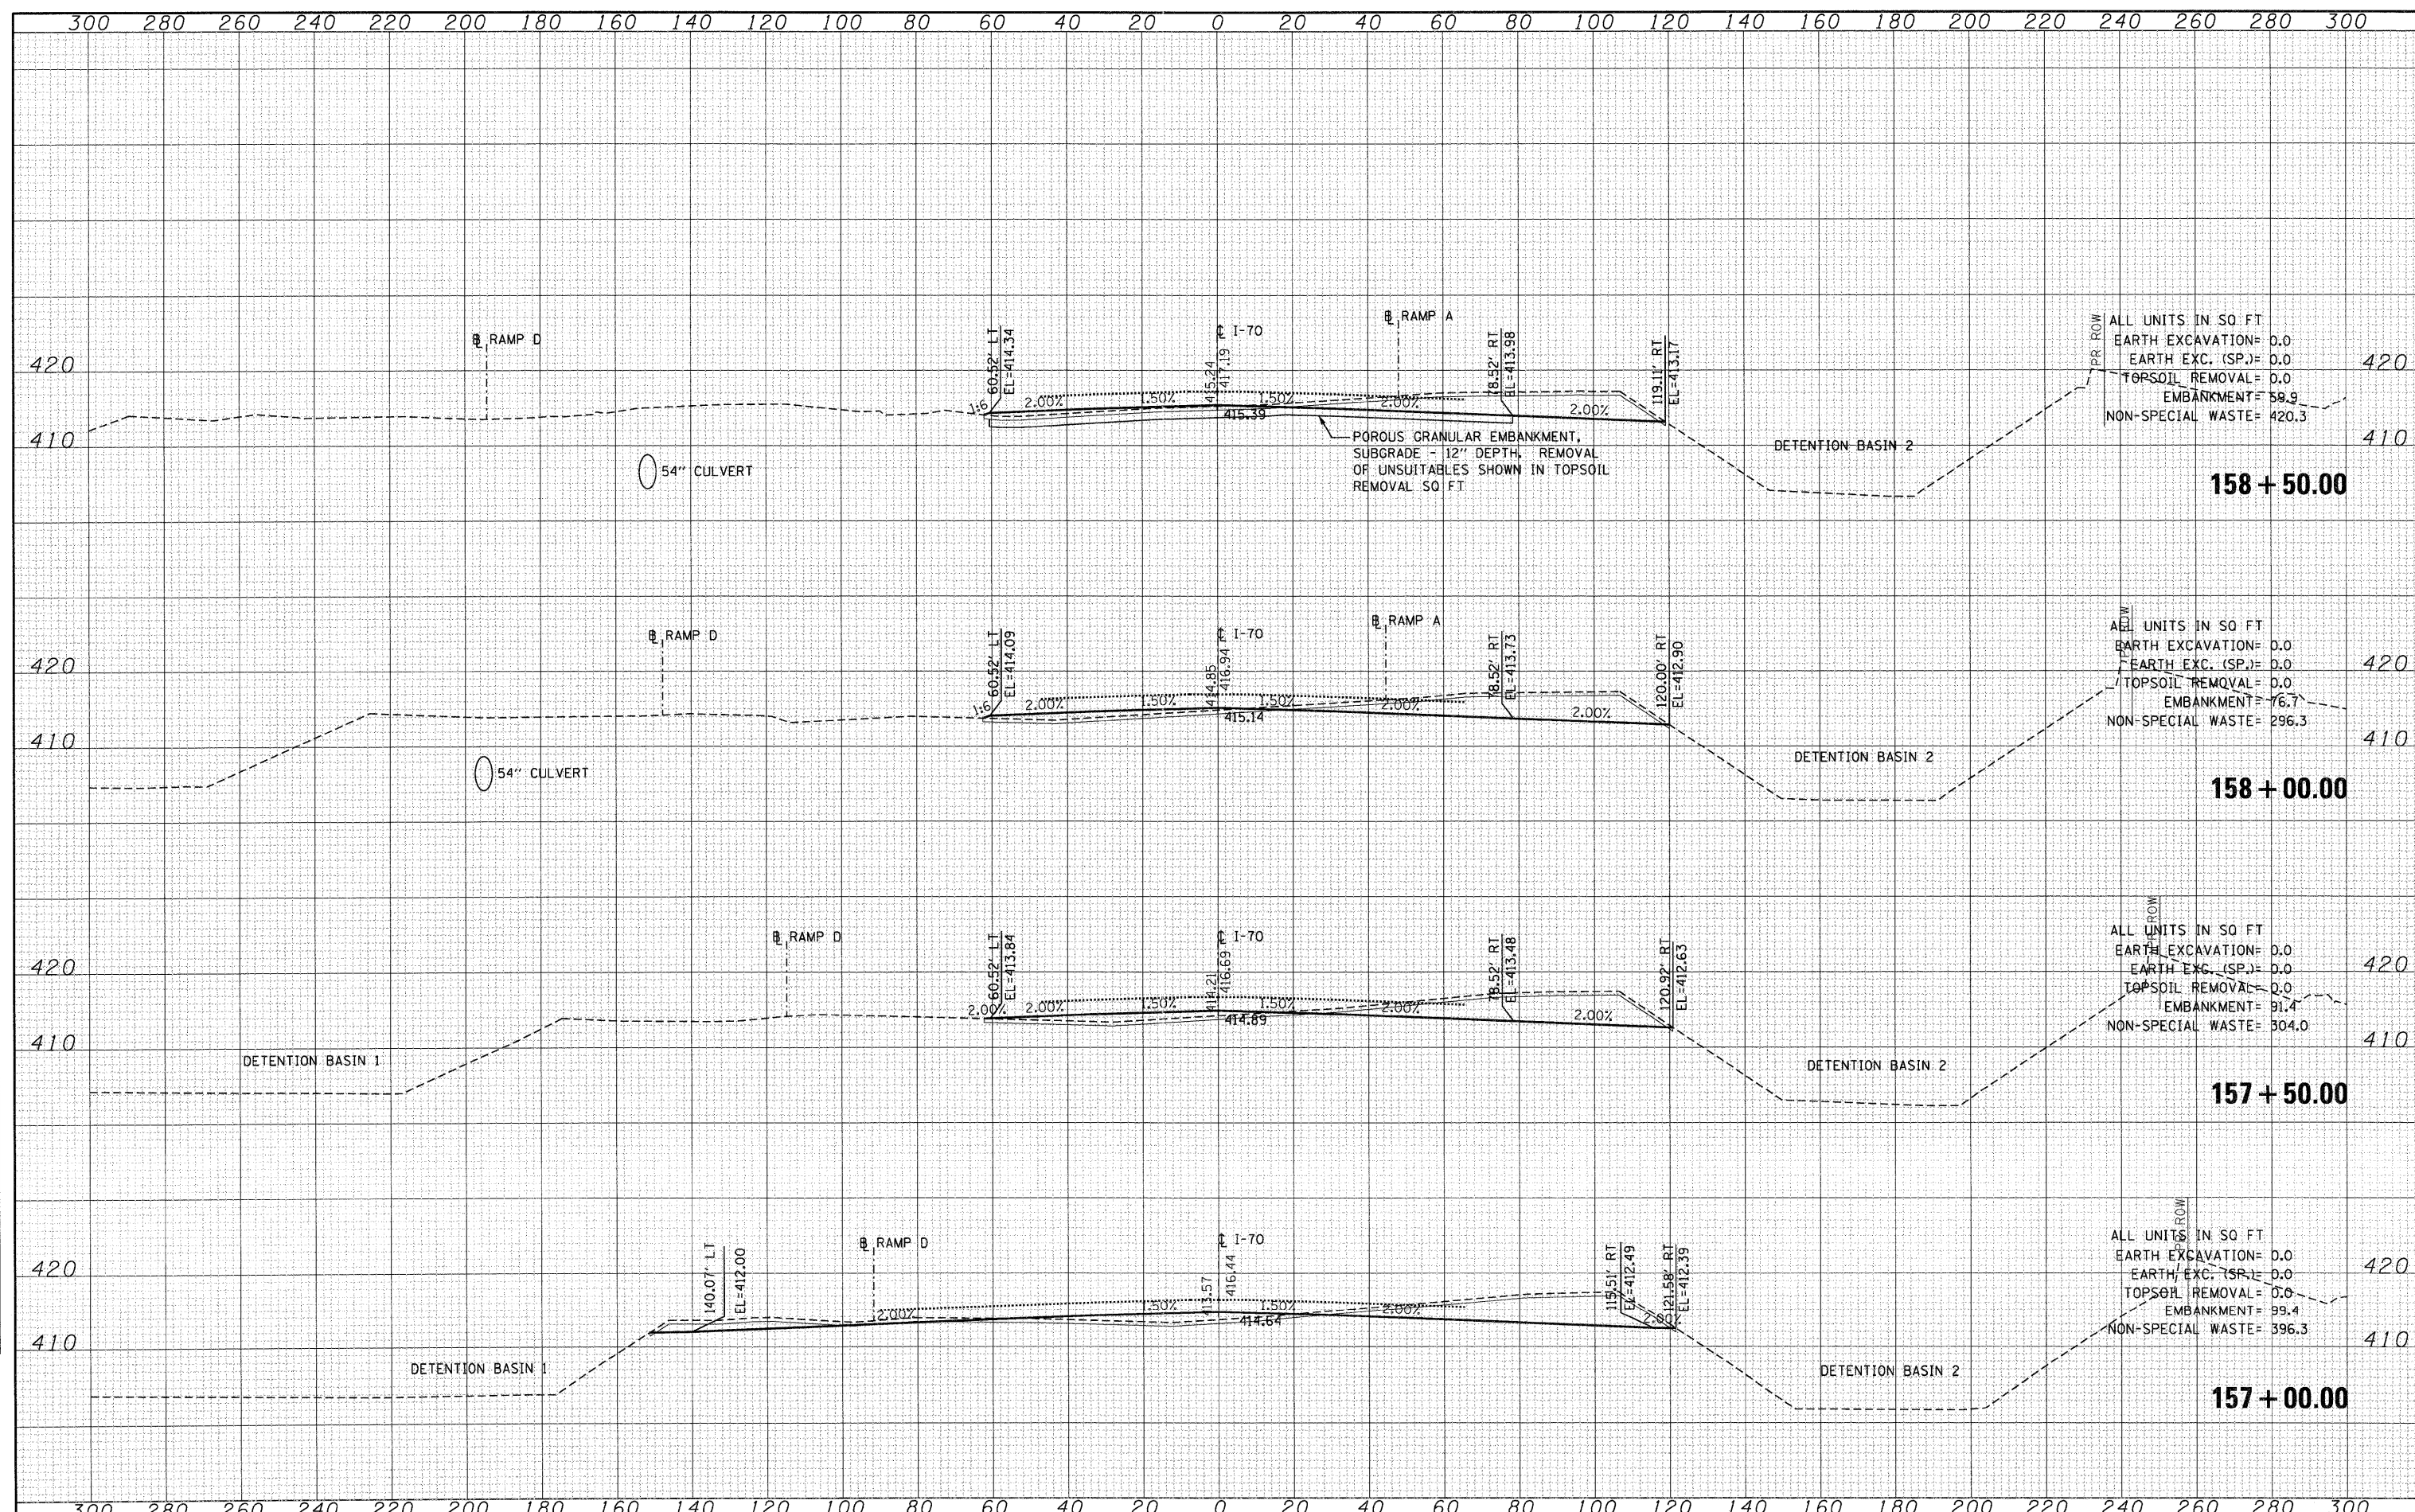 300 280 260 240 220 200 180 160 140 120 100 80 60 40 20 0 20 40 60 80 100 120 140 160 180 200 220 240 260 280 300
℄ I-70
415.24
417.19
415.39
℄ RAMP A
℄ RAMP D
60.52' LT
EL=414.34
78.52' RT
EL=413.98
119.11' RT
EL=413.17
1:6
2.00%
1.50%
1.50%
2.00%
2.00%
POROUS GRANULAR EMBANKMENT,
SUBGRADE - 12" DEPTH. REMOVAL
OF UNSUITABLES SHOWN IN TOPSOIL
REMOVAL SQ FT
54" CULVERT
DETENTION BASIN 2
PR ROW
ALL UNITS IN SQ FT
EARTH EXCAVATION= 0.0
EARTH EXC. (SP.)= 0.0
TOPSOIL REMOVAL= 0.0
EMBANKMENT= 59.9
NON-SPECIAL WASTE= 420.3
420
420
410
410
158 + 50.00
℄ RAMP A
℄ RAMP D
℄ I-70
414.85
416.94
415.14
60.52' LT
EL=414.09
78.52' RT
EL=413.73
120.00' RT
EL=412.90
1:6
2.00%
1.50%
1.50%
2.00%
2.00%
54" CULVERT
DETENTION BASIN 2
PR ROW
ALL UNITS IN SQ FT
EARTH EXCAVATION= 0.0
EARTH EXC. (SP.)= 0.0
TOPSOIL REMOVAL= 0.0
EMBANKMENT= 76.7
NON-SPECIAL WASTE= 296.3
420
420
410
410
158 + 00.00
℄ RAMP D
℄ I-70
414.21
416.69
414.89
60.52' LT
EL=413.84
78.52' RT
EL=413.48
120.92' RT
EL=412.63
2.00%
2.00%
1.50%
1.50%
2.00%
2.00%
DETENTION BASIN 1
DETENTION BASIN 2
PR ROW
ALL UNITS IN SQ FT
EARTH EXCAVATION= 0.0
EARTH EXC. (SP.)= 0.0
TOPSOIL REMOVAL= 0.0
EMBANKMENT= 91.4
NON-SPECIAL WASTE= 304.0
420
420
410
410
157 + 50.00
℄ RAMP D
℄ I-70
413.57
416.44
414.64
140.07' LT
EL=412.00
115.51' RT
EL=412.49
121.58' RT
EL=412.39
2.00%
1.50%
1.50%
2.00%
2.00%
DETENTION BASIN 1
DETENTION BASIN 2
PR ROW
ALL UNITS IN SQ FT
EARTH EXCAVATION= 0.0
EARTH EXC. (SP.)= 0.0
TOPSOIL REMOVAL= 0.0
EMBANKMENT= 99.4
NON-SPECIAL WASTE= 396.3
420
420
410
410
157 + 00.00
300 280 260 240 220 200 180 160 140 120 100 80 60 40 20 0 20 40 60 80 100 120 140 160 180 200 220 240 260 280 300